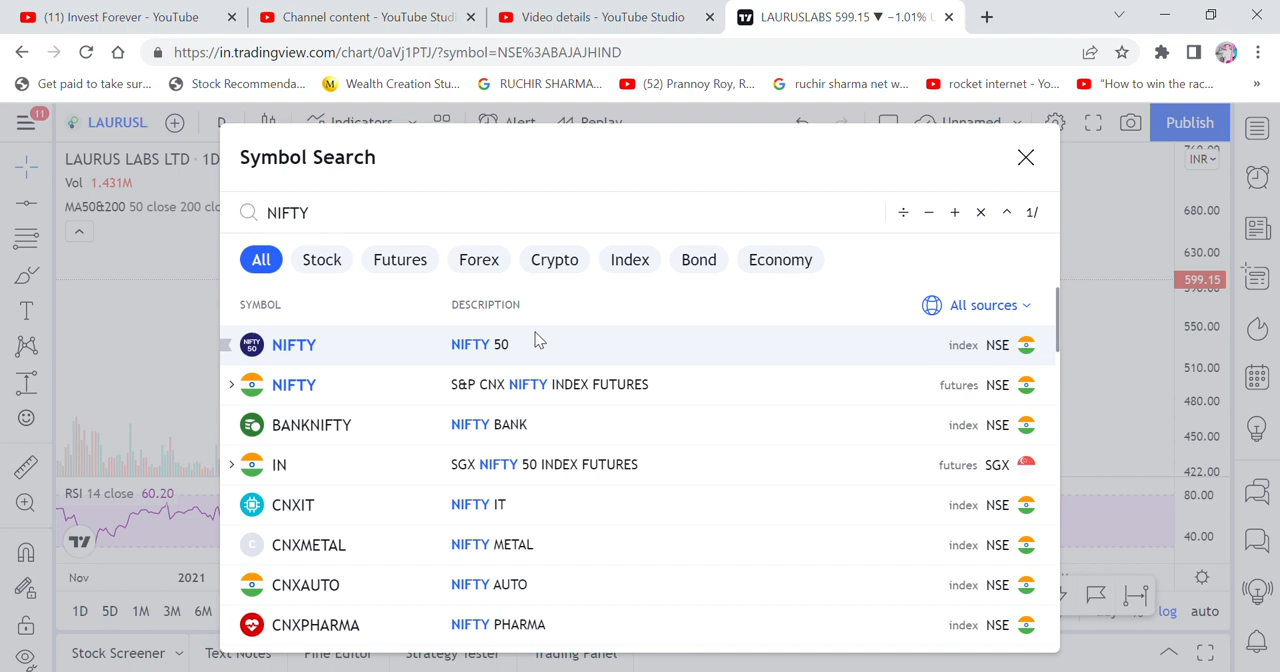 (11) Invest Forever - YouTube
Channel content - YouTube Studi
Video details - YouTube Studio
LAURUSLABS 599.15 ▼ −1.01% U
https://in.tradingview.com/chart/0aVj1PTJ/?symbol=NSE%3ABAJAJHIND
Get paid to take sur...
Stock Recommenda...
Wealth Creation Stu...
RUCHIR SHARMA...
(52) Prannoy Roy, R...
ruchir sharma net w...
rocket internet - Yo...
"How to win the rac...
»
11
LAURUSL
D
Indicators
Alert
Replay
Unnamed
Publish
LAURUS LABS LTD · 1D
Vol 1.431M
MA50&200 50 close 200 clo
Symbol Search
NIFTY
÷ − + × ^ 1/
All
Stock
Futures
Forex
Crypto
Index
Bond
Economy
SYMBOL
DESCRIPTION
All sources
NIFTY 50
NIFTY
NIFTY 50
index NSE
NIFTY
S&P CNX NIFTY INDEX FUTURES
futures NSE
BANKNIFTY
NIFTY BANK
index NSE
IN
SGX NIFTY 50 INDEX FUTURES
futures SGX
CNXIT
NIFTY IT
index NSE
C
CNXMETAL
NIFTY METAL
index NSE
CNXAUTO
NIFTY AUTO
index NSE
CNXPHARMA
NIFTY PHARMA
index NSE
760.00
INR
680.00
630.00
599.15
590.00
550.00
510.00
480.00
450.00
422.00
80.00
40.00
RSI 14 close 60.20
Nov
2021
1D
5D
1M
3M
6M
log
auto
Stock Screener
Text Notes
Pine Editor
Strategy Tester
Trading Panel